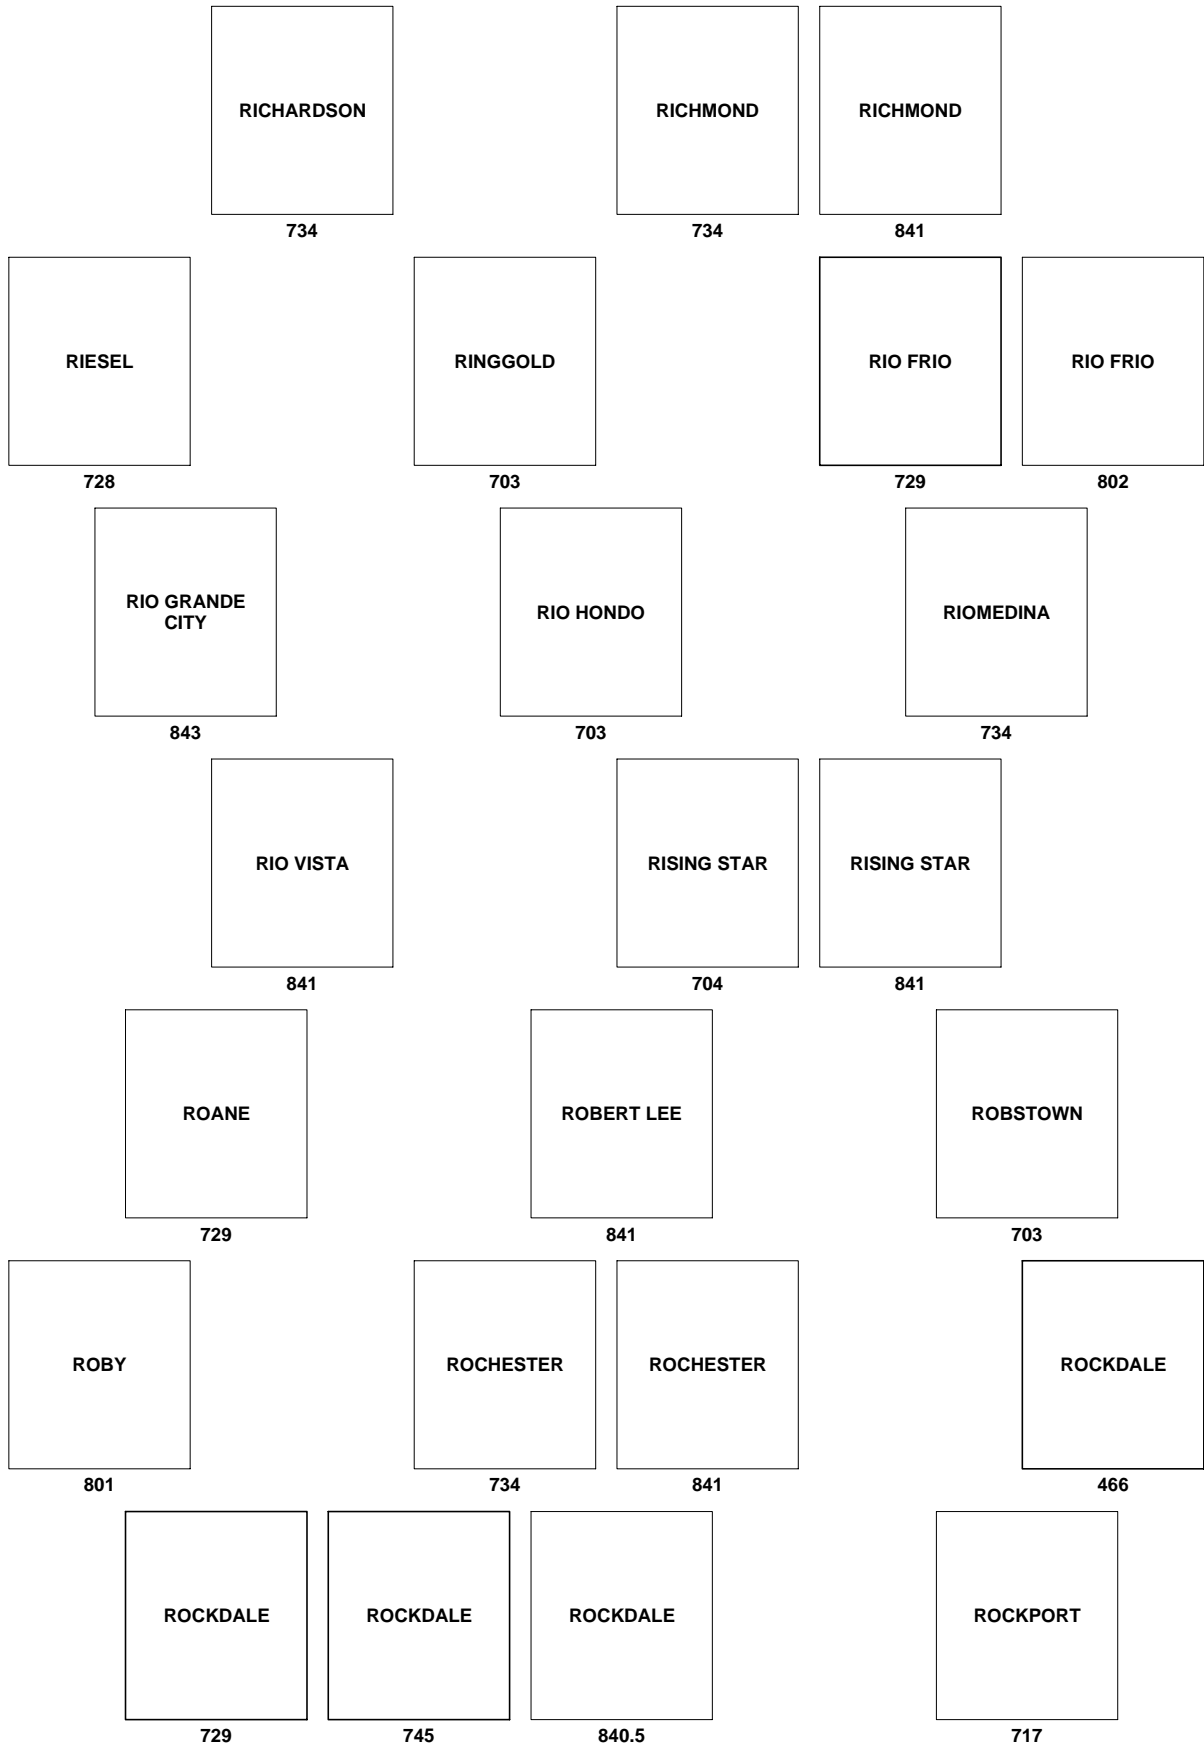 RICHARDSON RICHMOND RICHMOND
734 734 841
RIESEL RINGGOLD RIO FRIO RIO FRIO
728 703 729 802
RIO GRANDE
CITY RIO HONDO RIOMEDINA
843 703 734
RIO VISTA RISING STAR RISING STAR
841 704 841
ROANE ROBERT LEE ROBSTOWN
729 841 703
ROBY ROCHESTER ROCHESTER ROCKDALE
801 734 841 466
ROCKDALE ROCKDALE ROCKDALE ROCKPORT
729 745 840.5 717